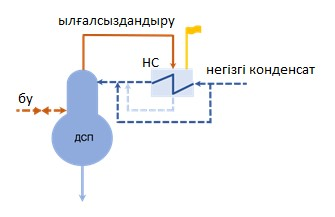 ылғалсыздандыру
НС
негізгі конденсат
бу
ДСП